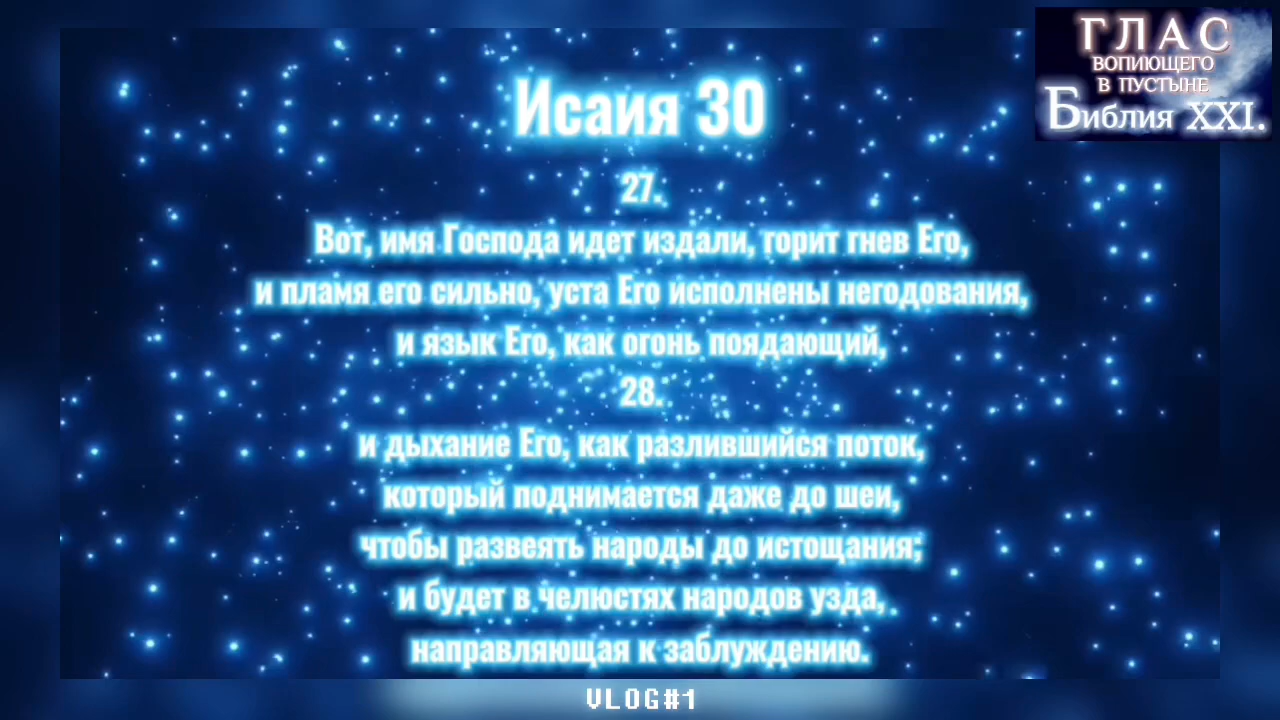 ГЛАС
ВОПИЮЩЕГО
В ПУСТЫНЕ
Библия XXI.
Исаия 30
27.
Вот, имя Господа идет издали, горит гнев Его,
и пламя его сильно, уста Его исполнены негодования,
и язык Его, как огонь поядающий,
28.
и дыхание Его, как разлившийся поток,
который поднимается даже до шеи,
чтобы развеять народы до истощания;
и будет в челюстях народов узда,
направляющая к заблуждению.
VLOG#1